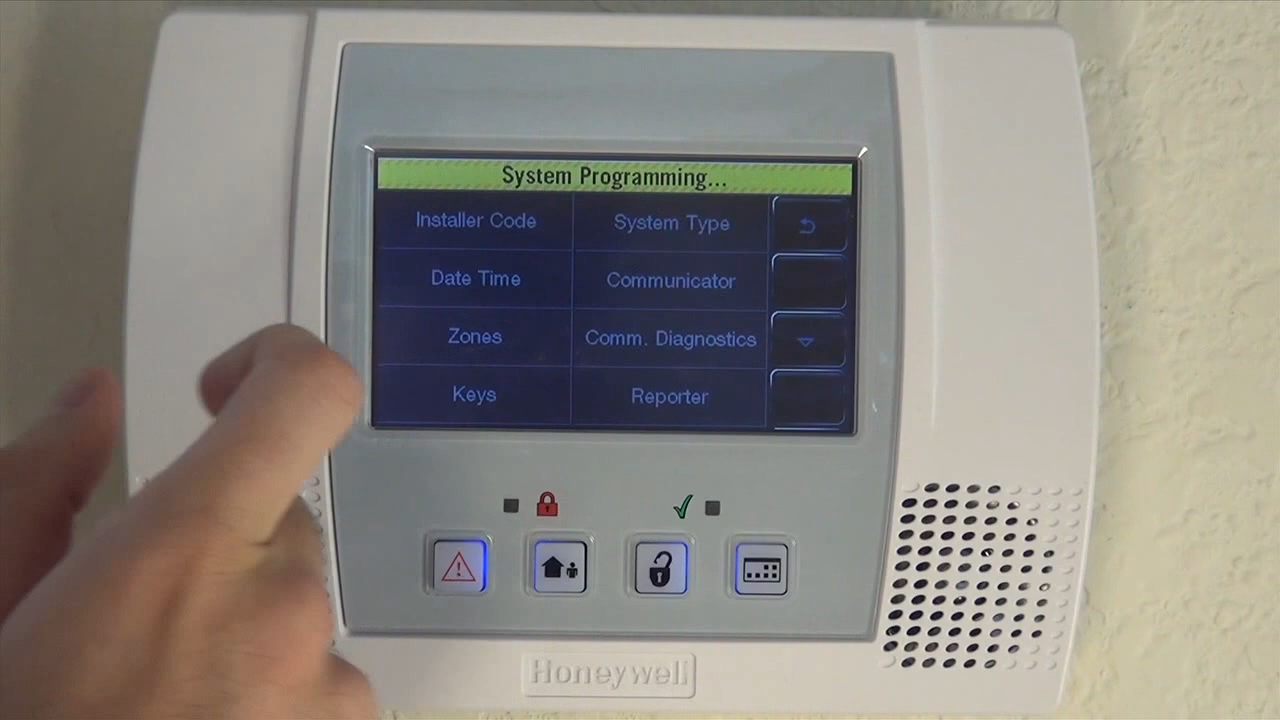 System Programming...
Installer Code
System Type
Date Time
Communicator
Zones
Comm. Diagnostics
Keys
Reporter
Honeywell